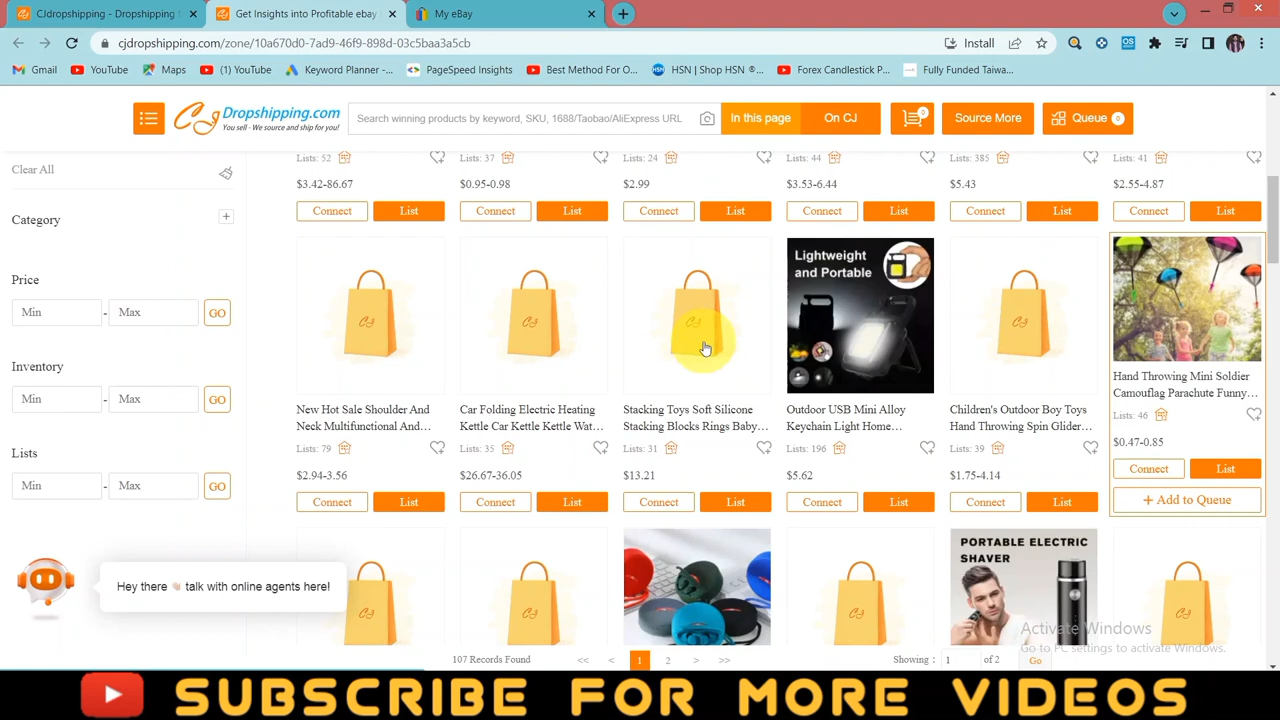 CJdropshipping - Dropshipping f
Get Insights into Profitable ebay
My eBay
cjdropshipping.com/zone/10a670d0-7ad9-46f9-898d-03c5baa3a5cb
Install
Gmail
YouTube
Maps
(1) YouTube
Keyword Planner -...
PageSpeed Insights
Best Method For O...
HSN | Shop HSN ®...
Forex Candlestick P...
Fully Funded Taiwa...
CJ Dropshipping.com
You sell - We source and ship for you!
Search winning products by keyword, SKU, 1688/Taobao/AliExpress URL
In this page
On CJ
0
Source More
Queue 0
Clear All
Category
+
Price
Min - Max GO
Inventory
Min - Max GO
Lists
Min - Max GO
Lists: 52
Lists: 37
Lists: 24
Lists: 44
Lists: 385
Lists: 41
$3.42-86.67
$0.95-0.98
$2.99
$3.53-6.44
$5.43
$2.55-4.87
Connect List
Connect List
Connect List
Connect List
Connect List
Connect List
CJ
CJ
CJ
Lightweight
and Portable
CJ
New Hot Sale Shoulder And
Neck Multifunctional And...
Lists: 79
$2.94-3.56
Connect List
Car Folding Electric Heating
Kettle Car Kettle Kettle Wat...
Lists: 35
$26.67-36.05
Connect List
Stacking Toys Soft Silicone
Stacking Blocks Rings Baby...
Lists: 31
$13.21
Connect List
Outdoor USB Mini Alloy
Keychain Light Home...
Lists: 196
$5.62
Connect List
Children's Outdoor Boy Toys
Hand Throwing Spin Glider...
Lists: 39
$1.75-4.14
Connect List
Hand Throwing Mini Soldier
Camouflag Parachute Funny...
Lists: 46
$0.47-0.85
Connect List
+ Add to Queue
CJ
CJ
PORTABLE ELECTRIC
SHAVER
CJ
Hey there talk with online agents here!
Activate Windows
Go to PC settings to activate Windows.
107 Records Found
<< < 1 2 > >>
Showing : 1 of 2 Go
SUBSCRIBE FOR MORE VIDEOS